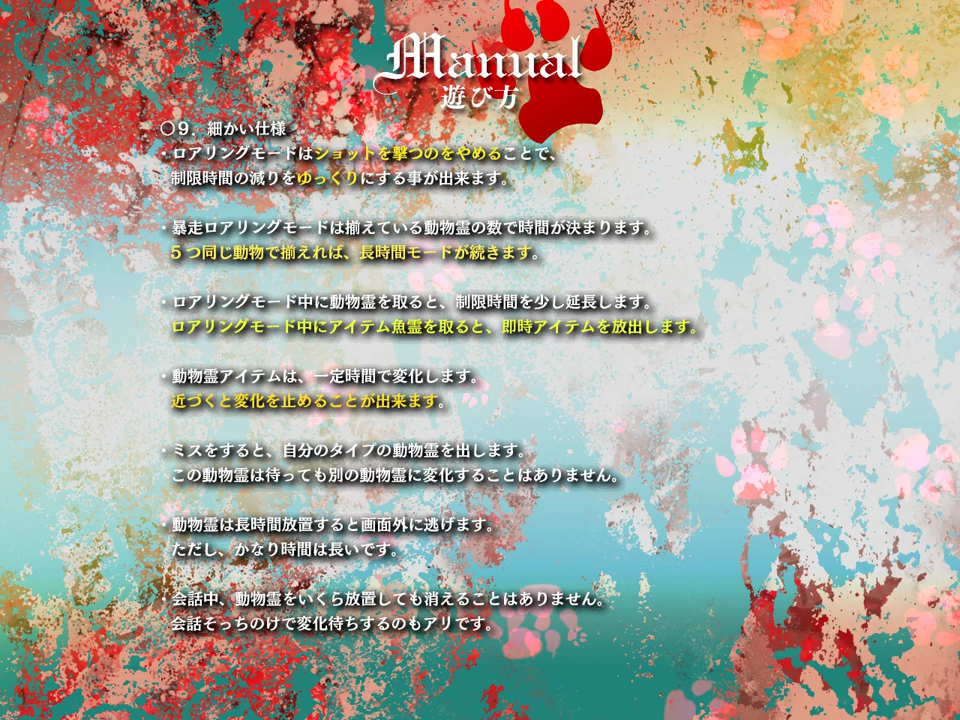 Manual
遊び方
○9．細かい仕様
・ロアリングモードはショットを撃つのをやめることで、
制限時間の減りをゆっくりにする事が出来ます。
・暴走ロアリングモードは揃えている動物霊の数で時間が決まります。
5つ同じ動物で揃えれば、長時間モードが続きます。
・ロアリングモード中に動物霊を取ると、制限時間を少し延長します。
ロアリングモード中にアイテム魚霊を取ると、即時アイテムを放出します。
・動物霊アイテムは、一定時間で変化します。
近づくと変化を止めることが出来ます。
・ミスをすると、自分のタイプの動物霊を出します。
この動物霊は待っても別の動物霊に変化することはありません。
・動物霊は長時間放置すると画面外に逃げます。
ただし、かなり時間は長いです。
・会話中、動物霊をいくら放置しても消えることはありません。
会話そっちのけで変化待ちするのもアリです。